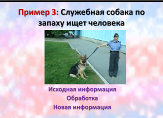 Пример 3: Служебная собака по
запаху ищет человека
Исходная информация
Обработка
Новая информация